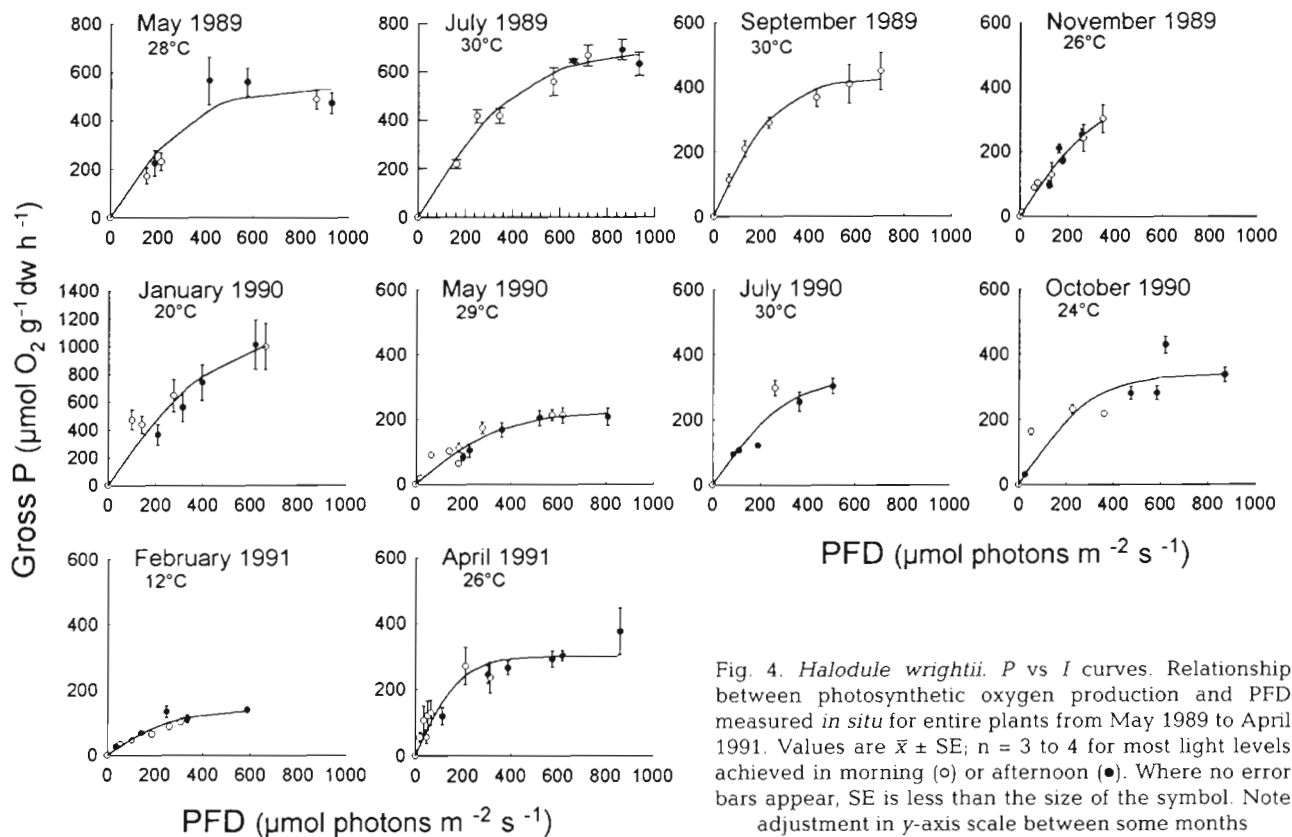 Gross P (µmol O₂ g⁻¹ dw h⁻¹)
May 1989
28°C
800
600
400
200
0
0 200 400 600 800 1000
July 1989
30°C
800
600
400
200
0
0 200 400 600 800 1000
September 1989
30°C
600
400
200
0
0 200 400 600 800 1000
November 1989
26°C
600
400
200
0
0 200 400 600 800 1000
January 1990
20°C
1400
1200
1000
800
600
400
200
0
0 200 400 600 800 1000
May 1990
29°C
600
400
200
0
0 200 400 600 800 1000
July 1990
30°C
600
400
200
0
0 200 400 600 800 1000
October 1990
24°C
600
400
200
0
0 200 400 600 800 1000
PFD (µmol photons m ⁻² s ⁻¹)
February 1991
12°C
600
400
200
0
0 200 400 600 800 1000
April 1991
26°C
600
400
200
0
0 200 400 600 800 1000
PFD (µmol photons m ⁻² s ⁻¹)
Fig. 4. Halodule wrightii. P vs I curves. Relationship
between photosynthetic oxygen production and PFD
measured in situ for entire plants from May 1989 to April
1991. Values are x̄ ± SE; n = 3 to 4 for most light levels
achieved in morning (○) or afternoon (●). Where no error
bars appear, SE is less than the size of the symbol. Note
adjustment in y-axis scale between some months